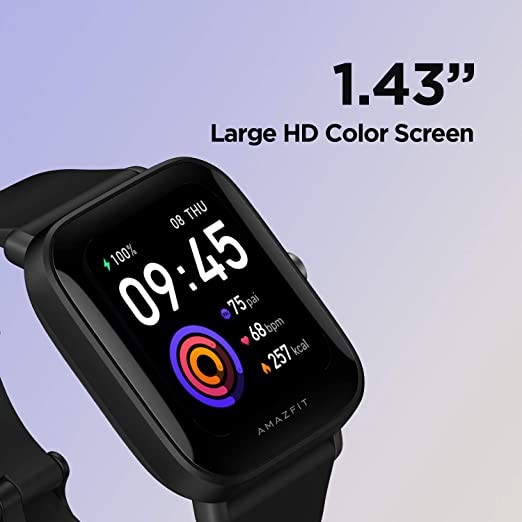 1.43”
Large HD Color Screen
08 THU
100%
09:45
75 pai
68 bpm
257 kcal
AMAZFIT